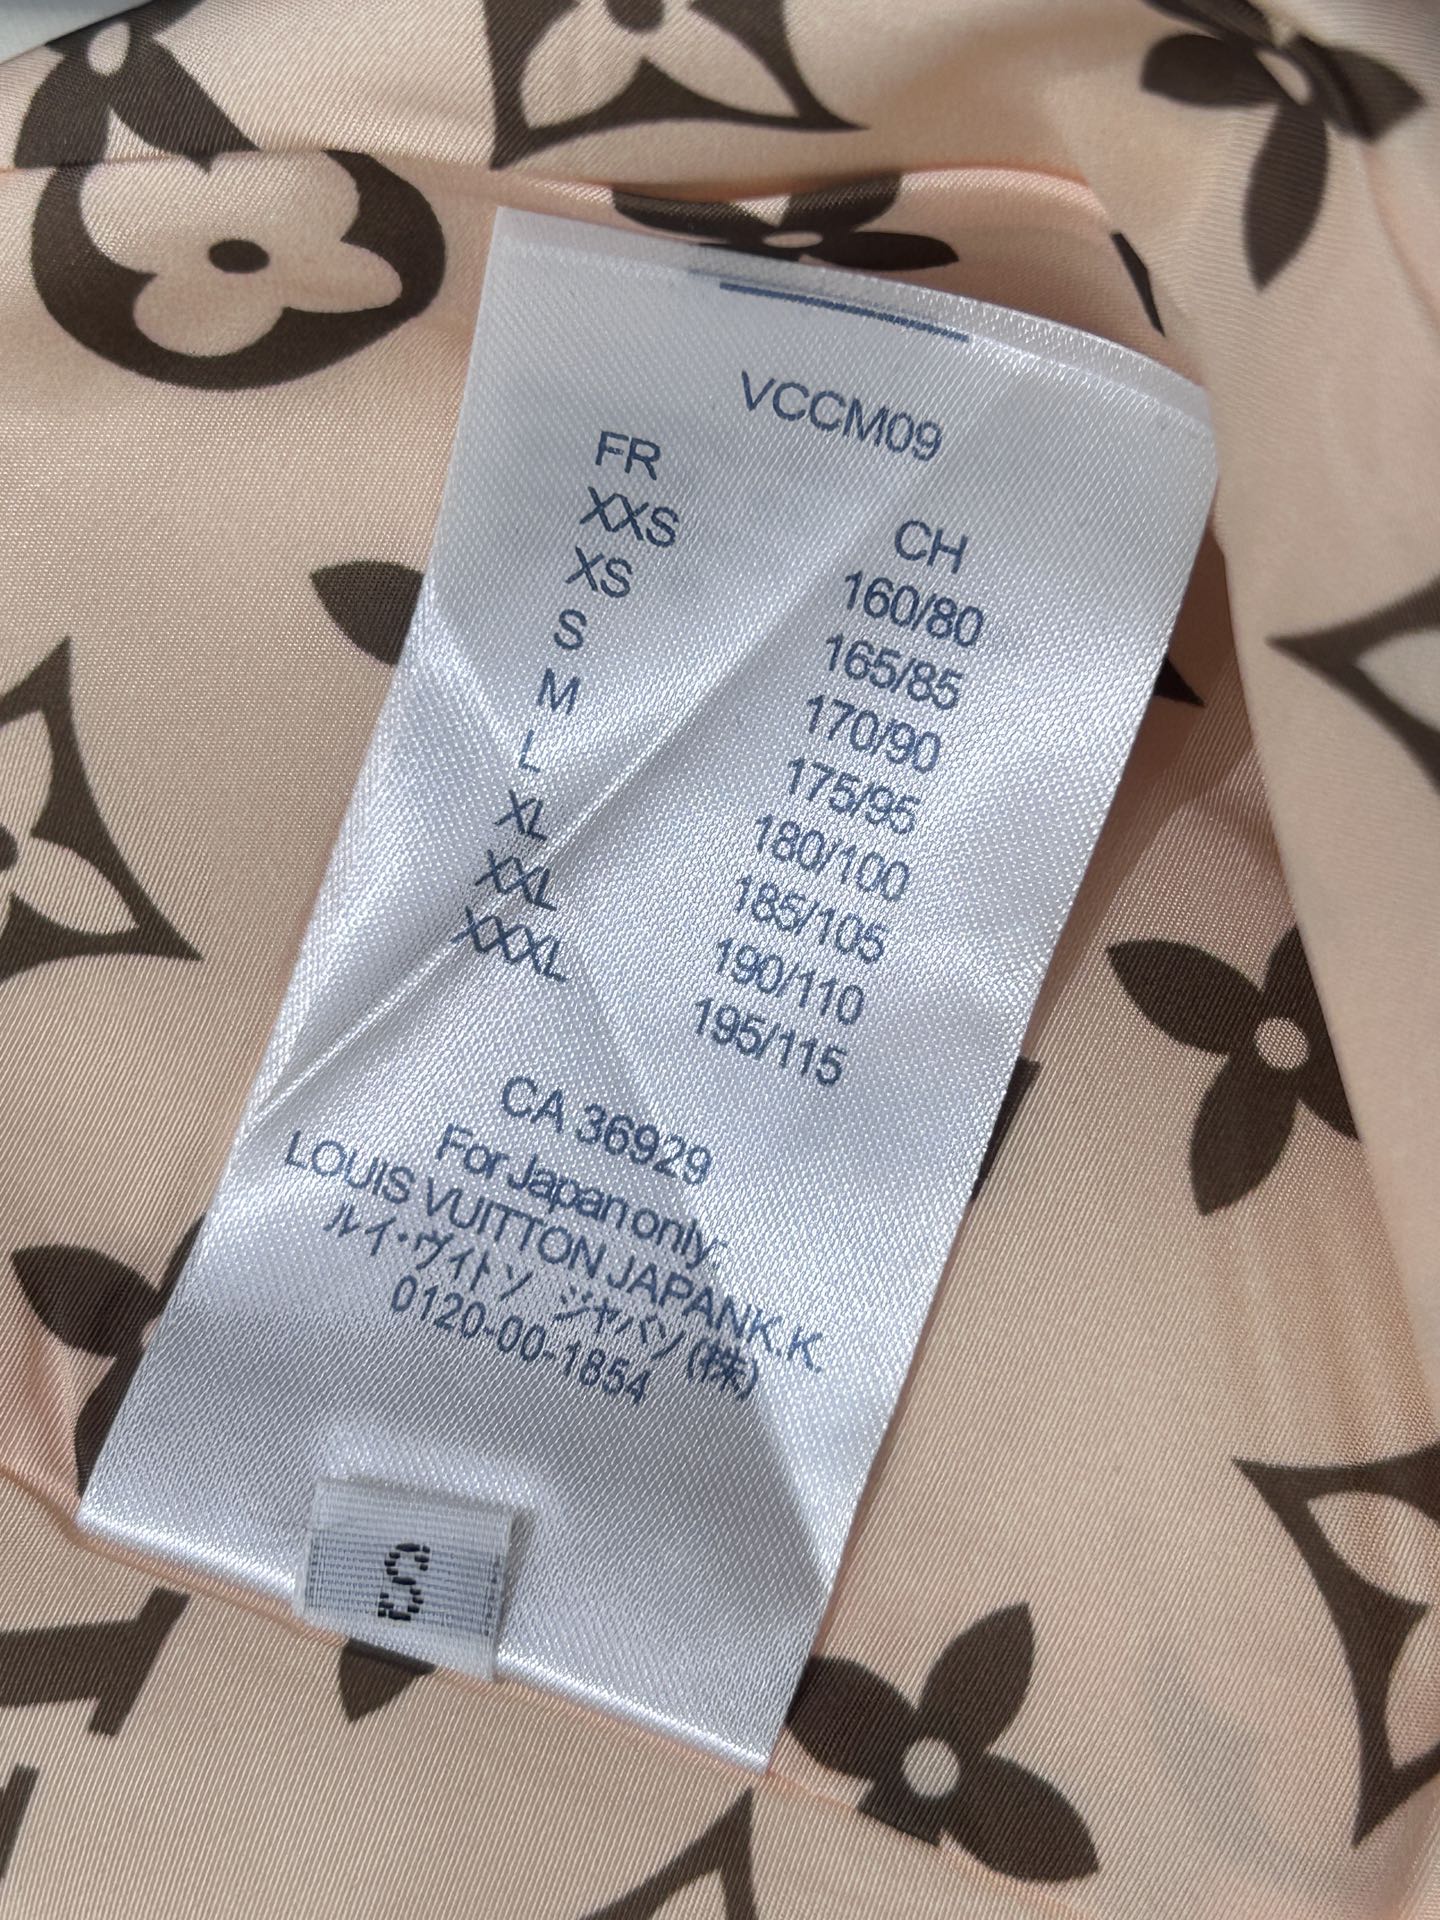 VCCM09
FR CH
XXS 160/80
XS 165/85
S 170/90
M 175/95
L 180/100
XL 185/105
XXL 190/110
XXXL 195/115
CA 36929
For Japan only:
LOUIS VUITTON JAPAN K.K.
ルイ・ヴィトン ジャパン(株)
0120-00-1854
S